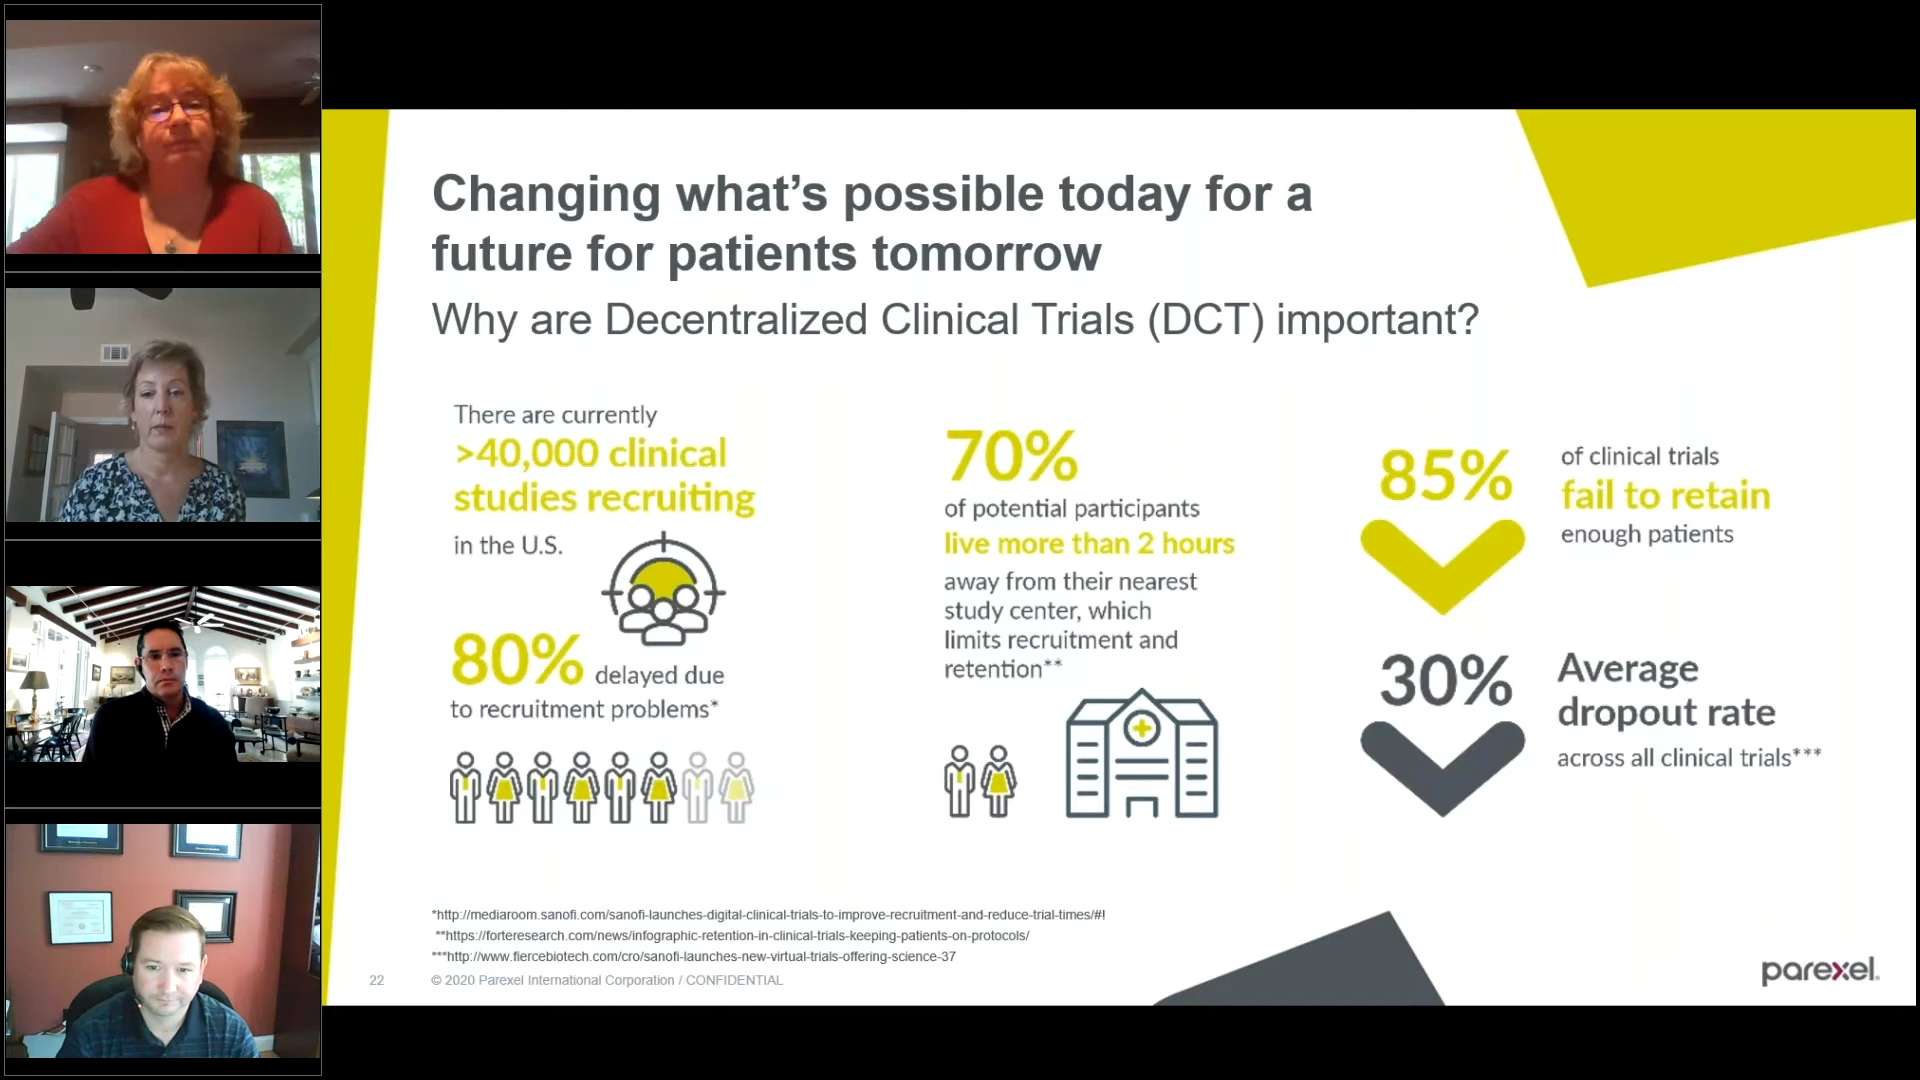 Changing what’s possible today for a
future for patients tomorrow
Why are Decentralized Clinical Trials (DCT) important?
There are currently
>40,000 clinical
studies recruiting
in the U.S.
80% delayed due
to recruitment problems*
70%
of potential participants
live more than 2 hours
away from their nearest
study center, which
limits recruitment and
retention**
85%
of clinical trials
fail to retain
enough patients
30%
Average
dropout rate
across all clinical trials***
*http://mediaroom.sanofi.com/sanofi-launches-digital-clinical-trials-to-improve-recruitment-and-reduce-trial-times/#!
**https://forteresearch.com/news/infographic-retention-in-clinical-trials-keeping-patients-on-protocols/
***http://www.fiercebiotech.com/cro/sanofi-launches-new-virtual-trials-offering-science-37
22 © 2020 Parexel International Corporation / CONFIDENTIAL
parexel.